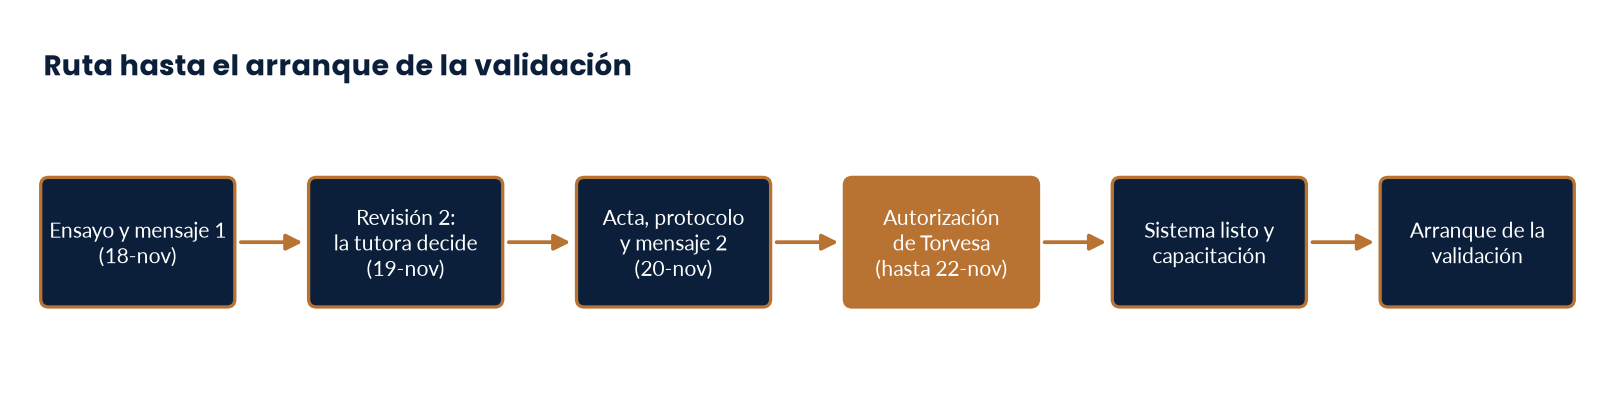 Ruta hasta el arranque de la validación
Ensayo y mensaje 1
(18-nov)
Revisión 2:
la tutora decide
(19-nov)
Acta, protocolo
y mensaje 2
(20-nov)
Autorización
de Torvesa
(hasta 22-nov)
Sistema listo y
capacitación
Arranque de la
validación